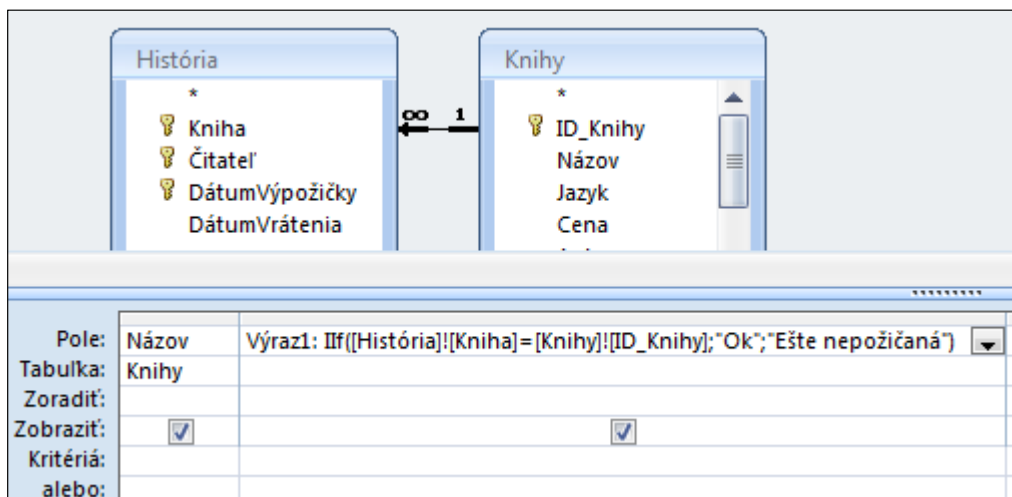 História
*
Kniha
Čitateľ
DátumVýpožičky
DátumVrátenia
∞ 1
Knihy
*
ID_Knihy
Názov
Jazyk
Cena
Pole: Názov Výraz1: IIf([História]![Kniha]=[Knihy]![ID_Knihy];"Ok";"Ešte nepožičaná")
Tabuľka: Knihy
Zoradiť:
Zobraziť:
Kritériá:
alebo: